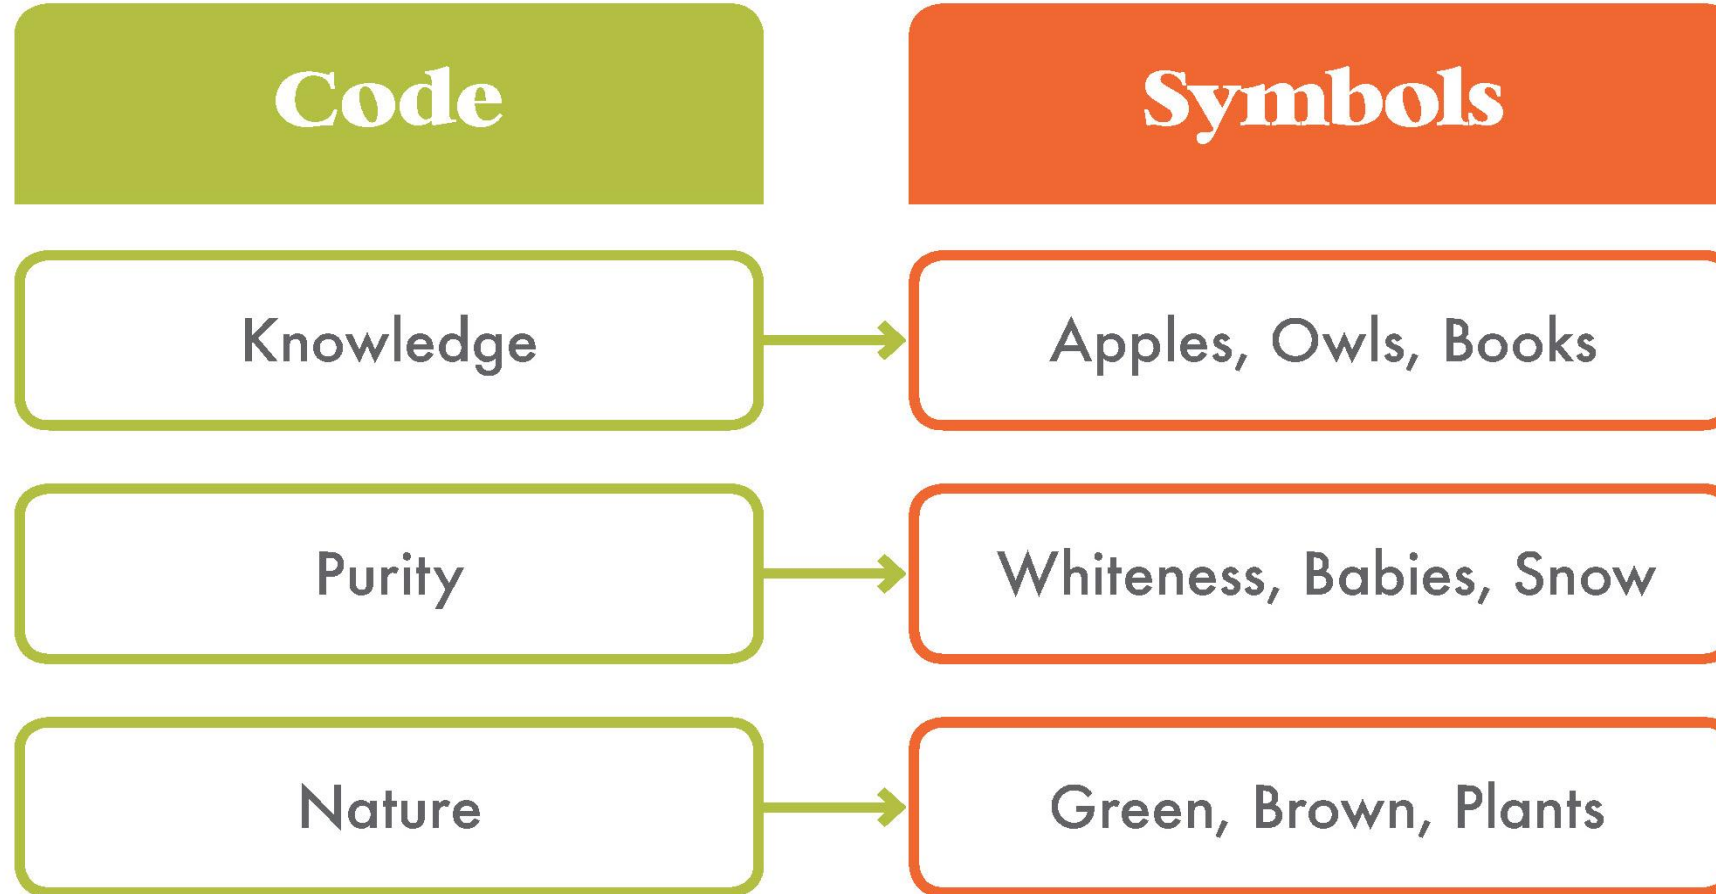 Code
Symbols
Knowledge
Apples, Owls, Books
Purity
Whiteness, Babies, Snow
Nature
Green, Brown, Plants